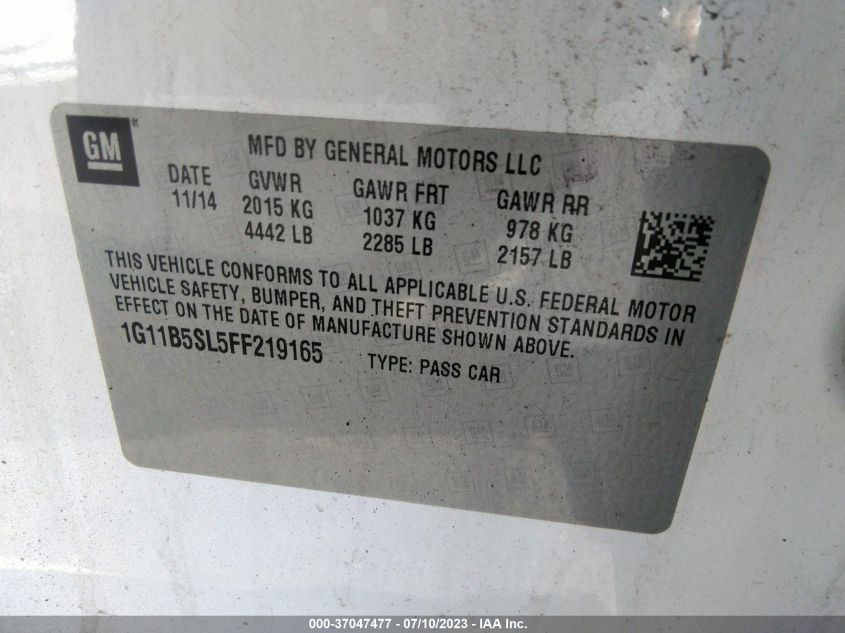 GM ®
MFD BY GENERAL MOTORS LLC
DATE GVWR GAWR FRT GAWR RR
11/14 2015 KG 1037 KG 978 KG
4442 LB 2285 LB 2157 LB
THIS VEHICLE CONFORMS TO ALL APPLICABLE U.S. FEDERAL MOTOR
VEHICLE SAFETY, BUMPER, AND THEFT PREVENTION STANDARDS IN
EFFECT ON THE DATE OF MANUFACTURE SHOWN ABOVE.
1G11B5SL5FF219165 TYPE: PASS CAR
000-37047477 - 07/10/2023 - IAA Inc.